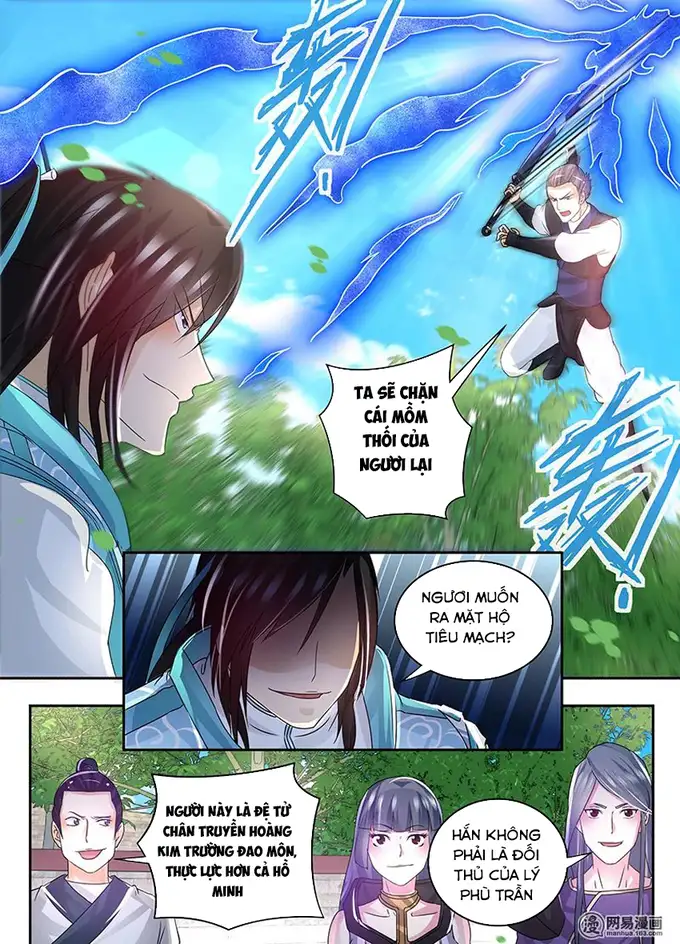 轰!
TA SẼ CHẶN
CÁI MỒM
THỐI CỦA
NGƯƠI LẠI
轰!
NGƯƠI MUỐN
RA MẶT HỘ
TIÊU MẠCH?
NGƯỜI NÀY LÀ ĐỆ TỬ
CHÂN TRUYỀN HOÀNG
KIM TRƯỜNG ĐAO MÔN,
THỰC LỰC HƠN CẢ HỒ
MINH
HẮN KHÔNG
PHẢI LÀ ĐỐI
THỦ CỦA LÝ
PHÙ TRẦN
网易漫画
manhua.163.com